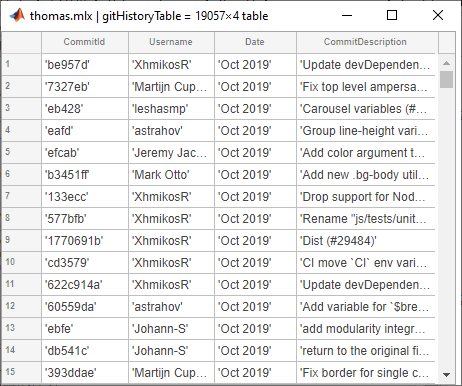 thomas.mlx | gitHistoryTable = 19057×4 table
CommitId Username Date CommitDescription
1 'be957d' 'XhmikosR' 'Oct 2019' 'Update devDependen...
2 '7327eb' 'Martijn Cup... 'Oct 2019' 'Fix top level ampersa...
3 'eb428' 'leshasmp' 'Oct 2019' 'Carousel variables (#...
4 'eafd' 'astrahov' 'Oct 2019' 'Group line-height vari...
5 'efcab' 'Jeremy Jac... 'Oct 2019' 'Add color argument t...
6 'b3451ff' 'Mark Otto' 'Oct 2019' 'Add new .bg-body util...
7 '133ecc' 'XhmikosR' 'Oct 2019' 'Drop support for Nod...
8 '577bfb' 'XhmikosR' 'Oct 2019' 'Rename "js/tests/unit...
9 '1770691b' 'XhmikosR' 'Oct 2019' 'Dist (#29484)'
10 'cd3579' 'XhmikosR' 'Oct 2019' 'CI move `CI` env vari...
11 '622c914a' 'XhmikosR' 'Oct 2019' 'Update devDependen...
12 '60559da' 'astrahov' 'Oct 2019' 'Add variable for `$bre...
13 'ebfe' 'Johann-S' 'Oct 2019' 'add modularity integr...
14 'db541c' 'Johann-S' 'Oct 2019' 'return to the original fi...
15 '393ddae' 'Martijn Cup... 'Oct 2019' 'Fix border for single c...